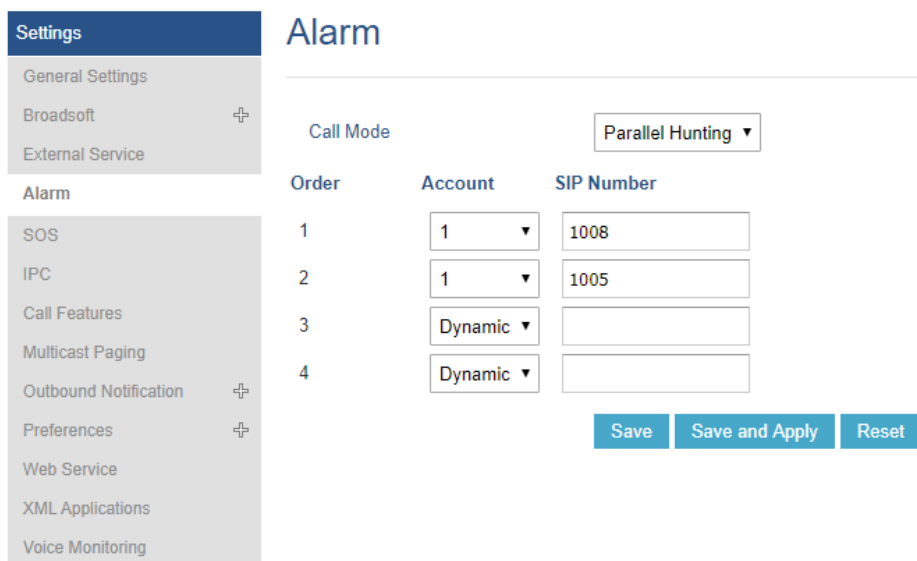 Settings
General Settings
Broadsoft
External Service
Alarm
SOS
IPC
Call Features
Multicast Paging
Outbound Notification
Preferences
Web Service
XML Applications
Voice Monitoring
Alarm
Call Mode Parallel Hunting
Order Account SIP Number
1 1 1008
2 1 1005
3 Dynamic
4 Dynamic
Save Save and Apply Reset